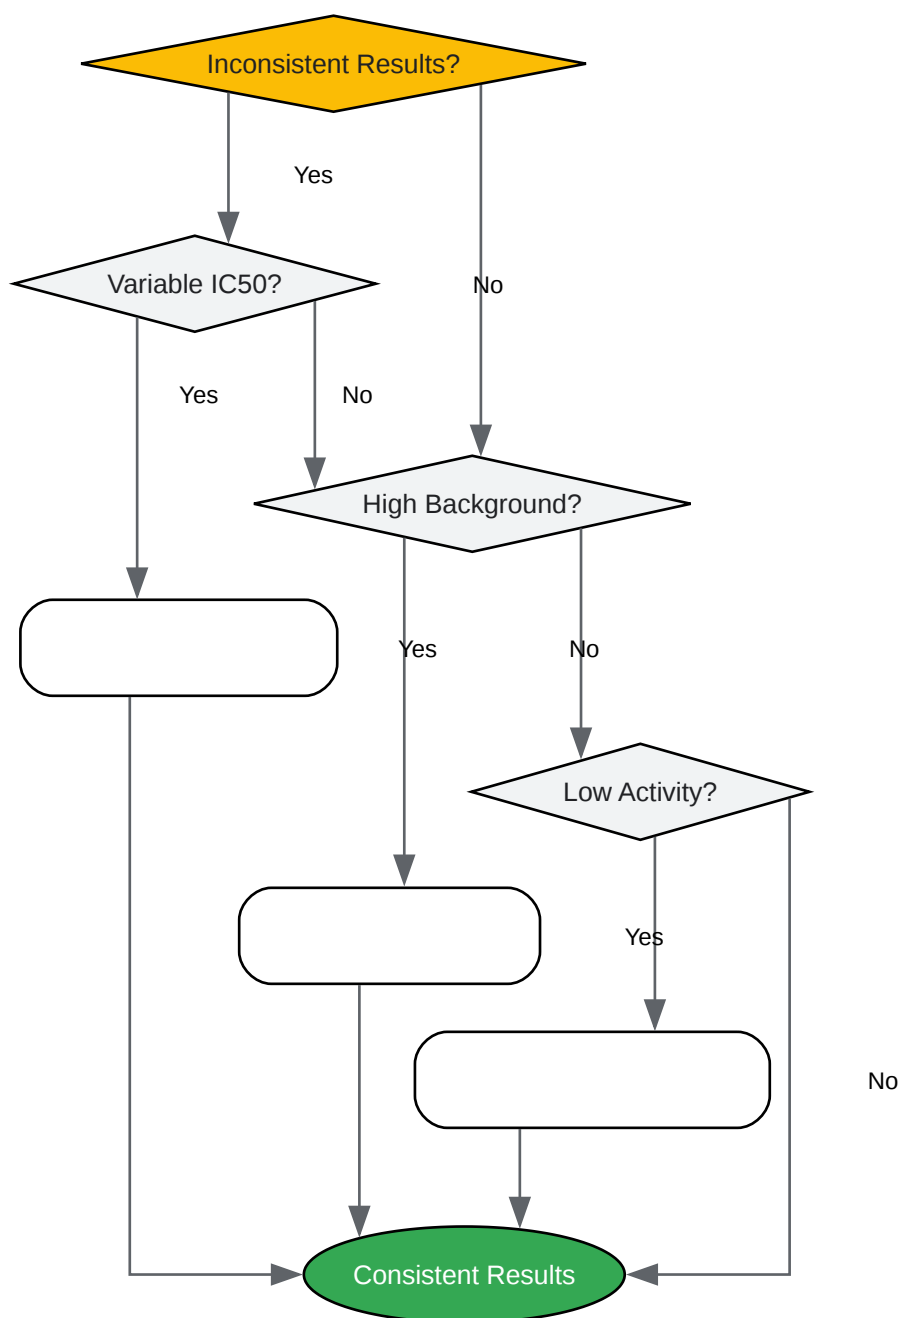 Inconsistent Results?
Yes
Variable IC50?
No
Yes
No
High Background?
Yes
No
Low Activity?
Yes
No
Consistent Results